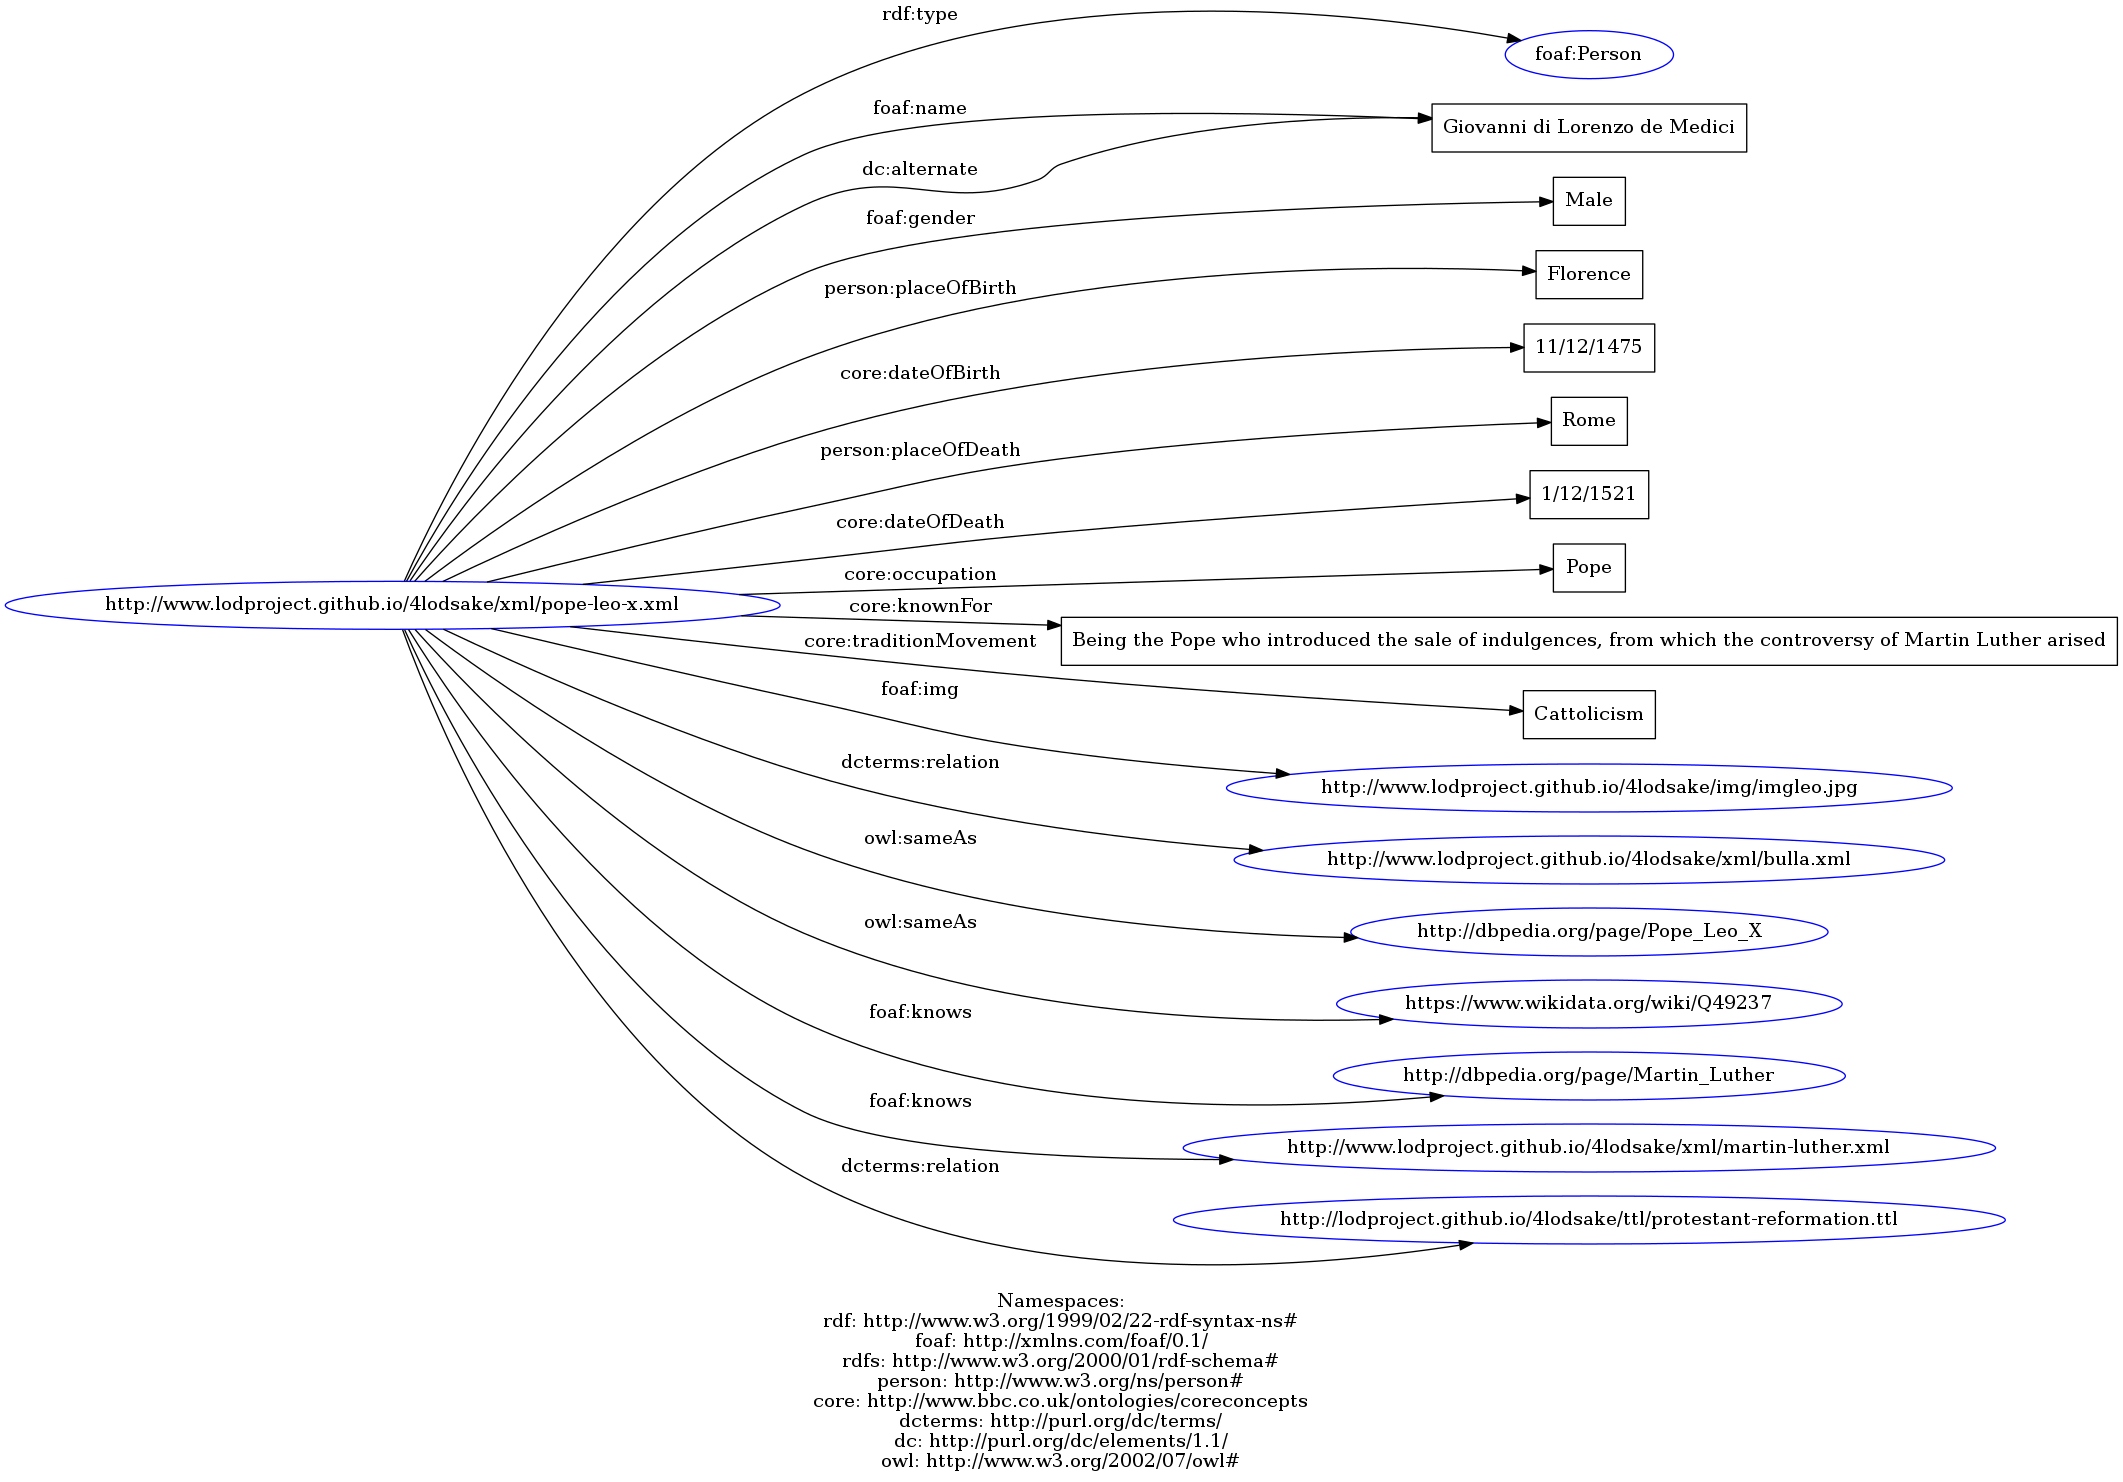 rdf:type
foaf:Person
foaf:name
Giovanni di Lorenzo de Medici
dc:alternate
Male
foaf:gender
person:placeOfBirth
Florence
core:dateOfBirth
11/12/1475
person:placeOfDeath
Rome
core:dateOfDeath
1/12/1521
core:occupation
Pope
http://www.lodproject.github.io/4lodsake/xml/pope-leo-x.xml
core:knownFor
Being the Pope who introduced the sale of indulgences, from which the controversy of Martin Luther arised
core:traditionMovement
Cattolicism
foaf:img
http://www.lodproject.github.io/4lodsake/img/imgleo.jpg
dcterms:relation
http://www.lodproject.github.io/4lodsake/xml/bulla.xml
owl:sameAs
http://dbpedia.org/page/Pope_Leo_X
owl:sameAs
https://www.wikidata.org/wiki/Q49237
foaf:knows
http://dbpedia.org/page/Martin_Luther
foaf:knows
http://www.lodproject.github.io/4lodsake/xml/martin-luther.xml
dcterms:relation
http://lodproject.github.io/4lodsake/ttl/protestant-reformation.ttl
Namespaces:
rdf: http://www.w3.org/1999/02/22-rdf-syntax-ns#
foaf: http://xmlns.com/foaf/0.1/
rdfs: http://www.w3.org/2000/01/rdf-schema#
person: http://www.w3.org/ns/person#
core: http://www.bbc.co.uk/ontologies/coreconcepts
dcterms: http://purl.org/dc/terms/
dc: http://purl.org/dc/elements/1.1/
owl: http://www.w3.org/2002/07/owl#